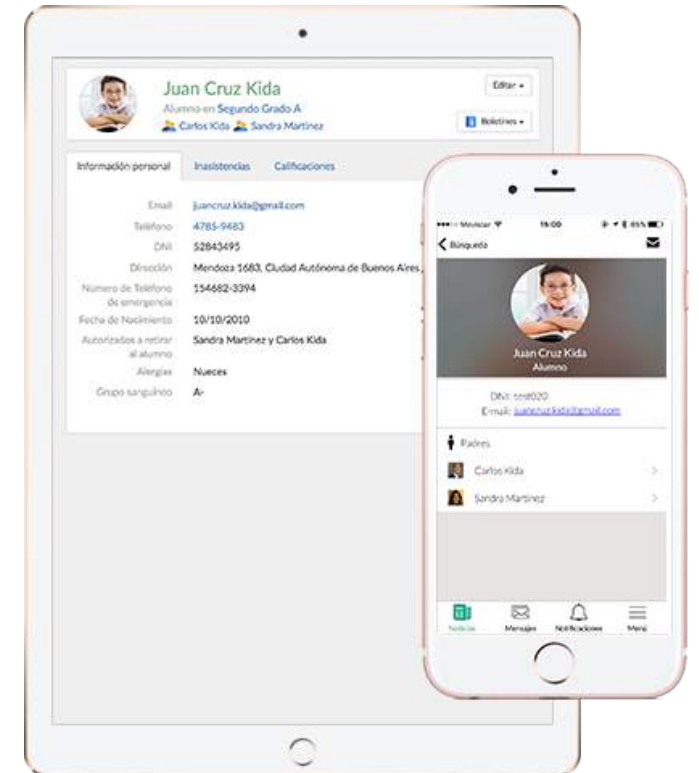 Juan Cruz Kida
Alumno en Segundo Grado A
Carlos Kida Sandra Martinez
Editar
Boletines
Información personal Inasistencias Calificaciones
Email juancruz.kida@gmail.com
Teléfono 4785-9483
DNI 52843495
Dirección Mendoza 1683, Ciudad Autónoma de Buenos Aires,
Número de Teléfono de emergencia 154682-3394
Fecha de Nacimiento 10/10/2010
Autorizados a retirar al alumno Sandra Martinez y Carlos Kida
Alergias Nueces
Grupo sanguíneo A-
Movistar 16:00 85%
Búsqueda
Juan Cruz Kida
Alumno
DNI: test020
E-mail: juancruz.kida@gmail.com
Padres
Carlos Kida
Sandra Martinez
Noticias Mensajes Notificaciones Menú